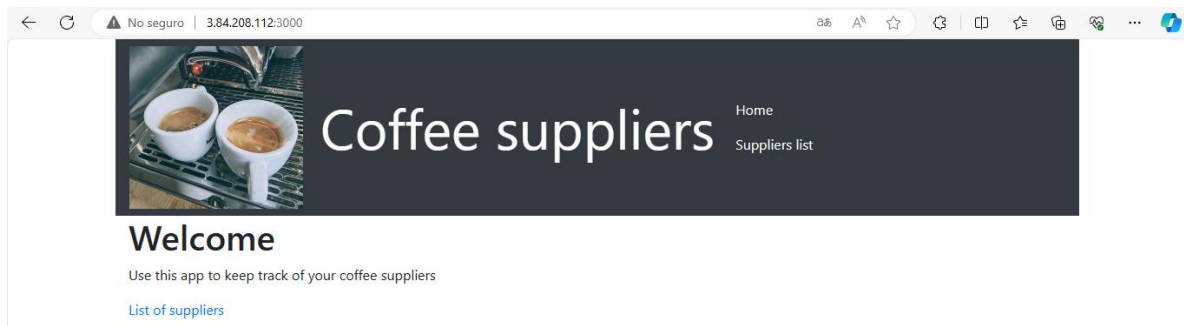 No seguro | 3.84.208.112:3000
Coffee suppliers
Home
Suppliers list
Welcome
Use this app to keep track of your coffee suppliers
List of suppliers